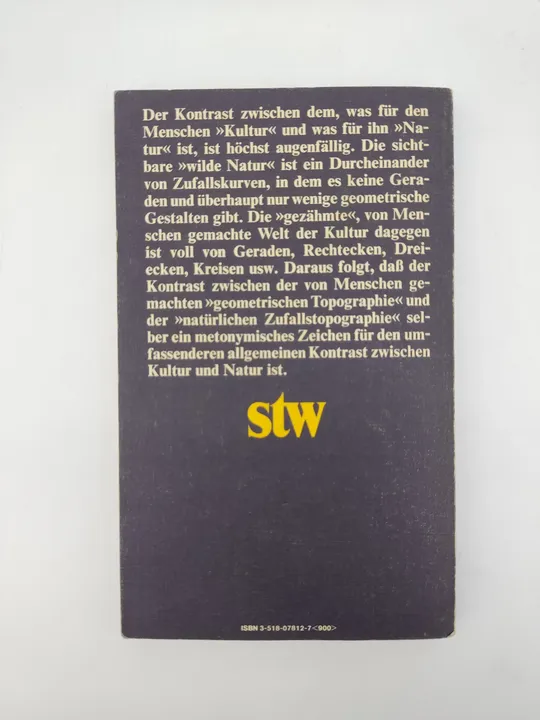 Der Kontrast zwischen dem, was für den
Menschen »Kultur« und was für ihn »Na-
tur« ist, ist höchst augenfällig. Die sicht-
bare »wilde Natur« ist ein Durcheinander
von Zufallskurven, in dem es keine Gera-
den und überhaupt nur wenige geometrische
Gestalten gibt. Die »gezähmte«, von Men-
schen gemachte Welt der Kultur dagegen
ist voll von Geraden, Rechtecken, Drei-
ecken, Kreisen usw. Daraus folgt, daß der
Kontrast zwischen der von Menschen ge-
machten »geometrischen Topographie« und
der »natürlichen Zufallstopographie« sel-
ber ein metonymisches Zeichen für den um-
fassenderen allgemeinen Kontrast zwischen
Kultur und Natur ist.
stw
ISBN 3-518-07812-7<900>